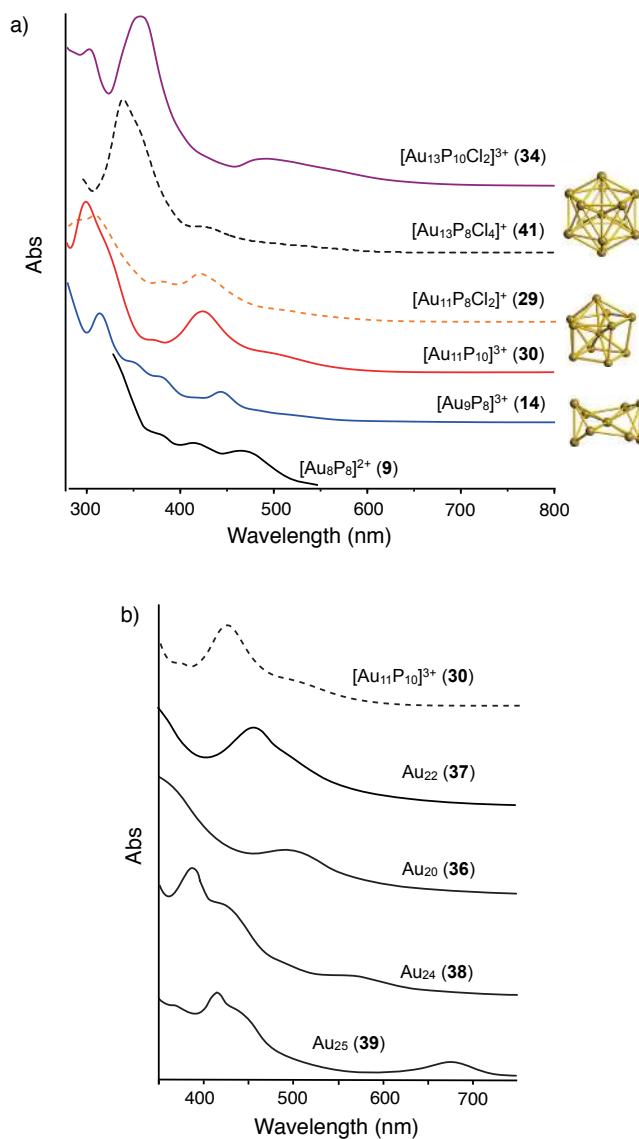 a)
[Au₁₃P₁₀Cl₂]³⁺ (34)
[Au₁₃P₈Cl₄]⁺ (41)
[Au₁₁P₈Cl₂]⁺ (29)
[Au₁₁P₁₀]³⁺ (30)
[Au₉P₈]³⁺ (14)
[Au₈P₈]²⁺ (9)
Abs
300 400 500 600 700 800
Wavelength (nm)
b)
[Au₁₁P₁₀]³⁺ (30)
Au₂₂ (37)
Au₂₀ (36)
Au₂₄ (38)
Au₂₅ (39)
Abs
400 500 600 700
Wavelength (nm)